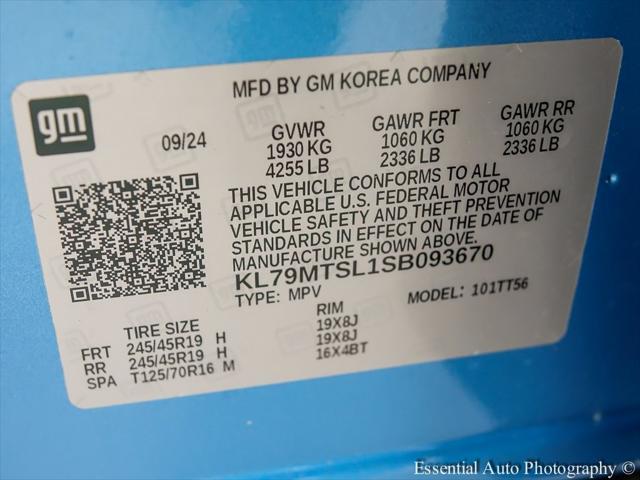 MFD BY GM KOREA COMPANY
gm
09/24
GVWR
1930 KG
4255 LB
GAWR FRT
1060 KG
2336 LB
GAWR RR
1060 KG
2336 LB
THIS VEHICLE CONFORMS TO ALL
APPLICABLE U.S. FEDERAL MOTOR
VEHICLE SAFETY AND THEFT PREVENTION
STANDARDS IN EFFECT ON THE DATE OF
MANUFACTURE SHOWN ABOVE.
KL79MTSL1SB093670
TYPE: MPV
MODEL: 101TT56
TIRE SIZE RIM
FRT 245/45R19 H 19X8J
RR 245/45R19 H 19X8J
SPA T125/70R16 M 16X4BT
Essential Auto Photography ©